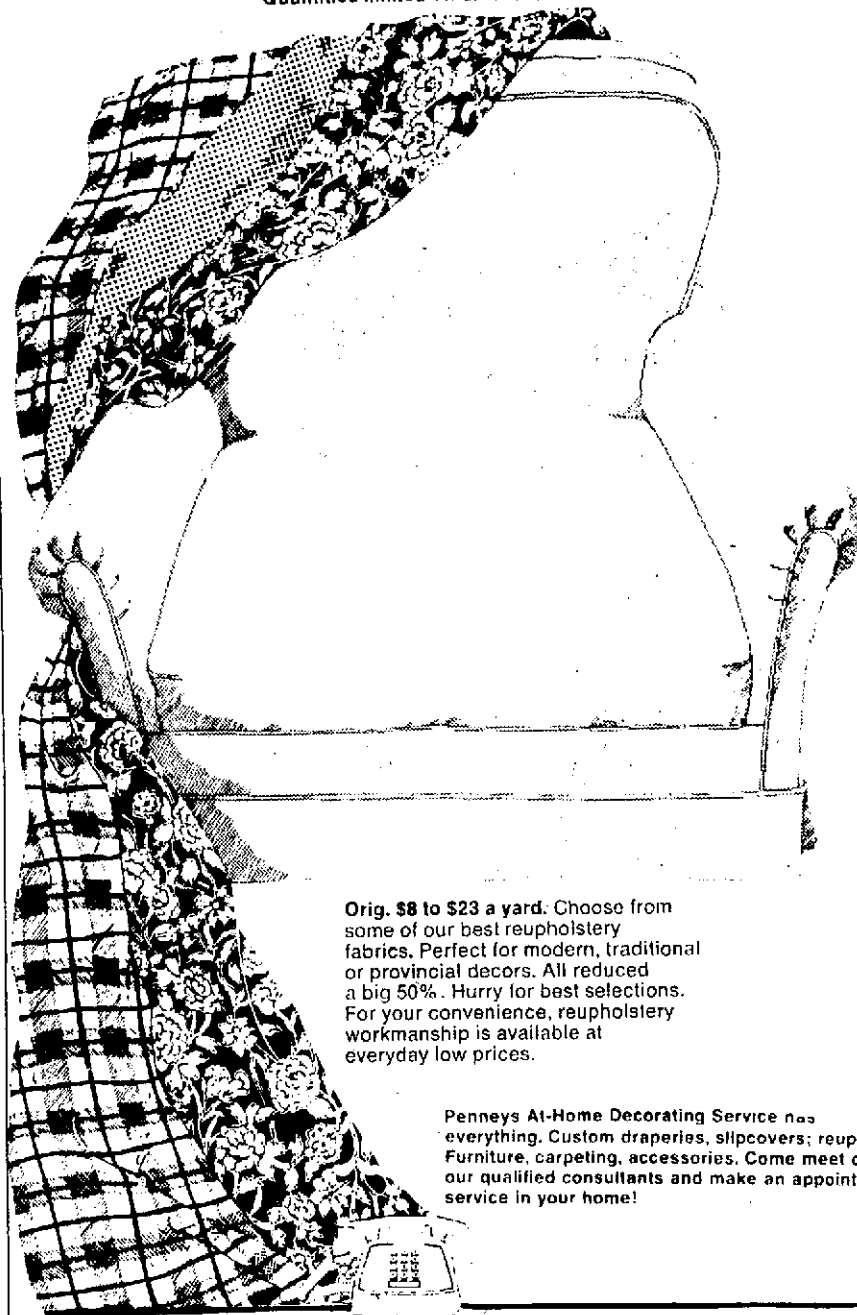 Orig. $8 to $23 a yard. Choose from
some of our best reupholstery
fabrics. Perfect for modern, traditional
or provincial decors. All reduced
a big 50%. Hurry for best selections.
For your convenience, reupholstery
workmanship is available at
everyday low prices.
Penneys At-Home Decorating Service has
everything. Custom draperies, slipcovers; reup
Furniture, carpeting, accessories. Come meet
our qualified consultants and make an appoint
service in your home!